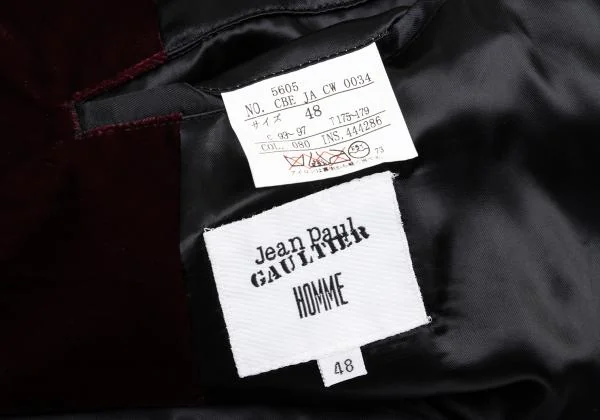 5605
NO. CBE JA CW 0034
サイズ 48
C 93~97 T175~179
COL. 080 INS. 444286
73
Jean Paul
GAULTIER
HOMME
48